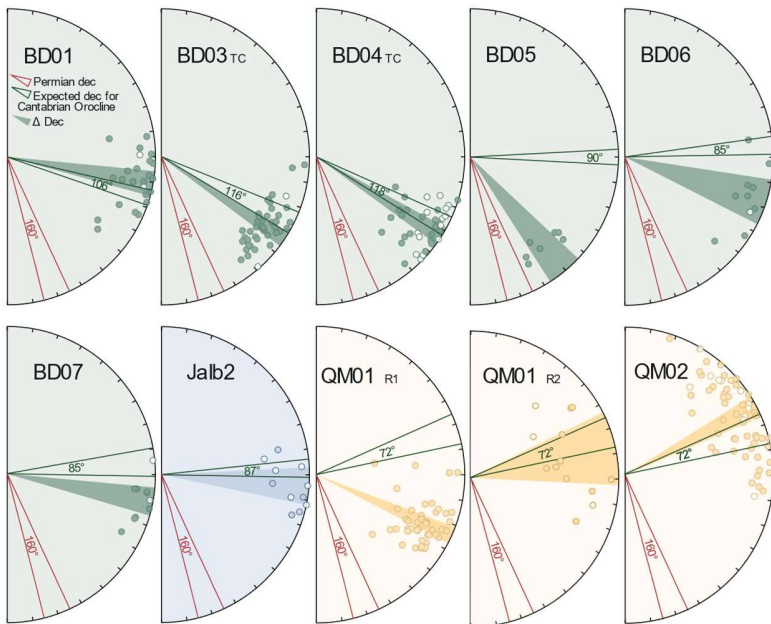 BD01
BD03 TC
BD04 TC
BD05
BD06
Permian dec
Expected dec for
Cantabrian Orocline
Δ Dec
106°
116°
118°
90°
85°
160°
160°
160°
160°
160°
BD07
Jalb2
QM01 R1
QM01 R2
QM02
85°
87°
72°
72°
72°
160°
160°
160°
160°
160°